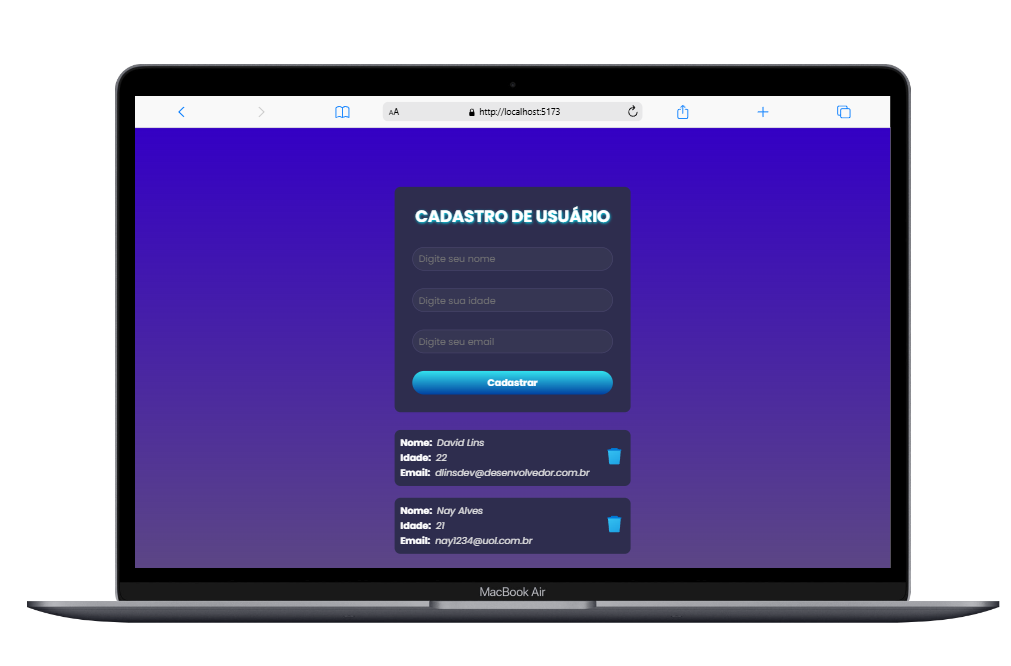 AA
http://localhost:5173
CADASTRO DE USUÁRIO
Digite seu nome
Digite sua idade
Digite seu email
Cadastrar
Nome: David Lins
Idade: 22
Email: dlinsdev@desenvolvedor.com.br
Nome: Nay Alves
Idade: 21
Email: nay1234@uol.com.br
MacBook Air